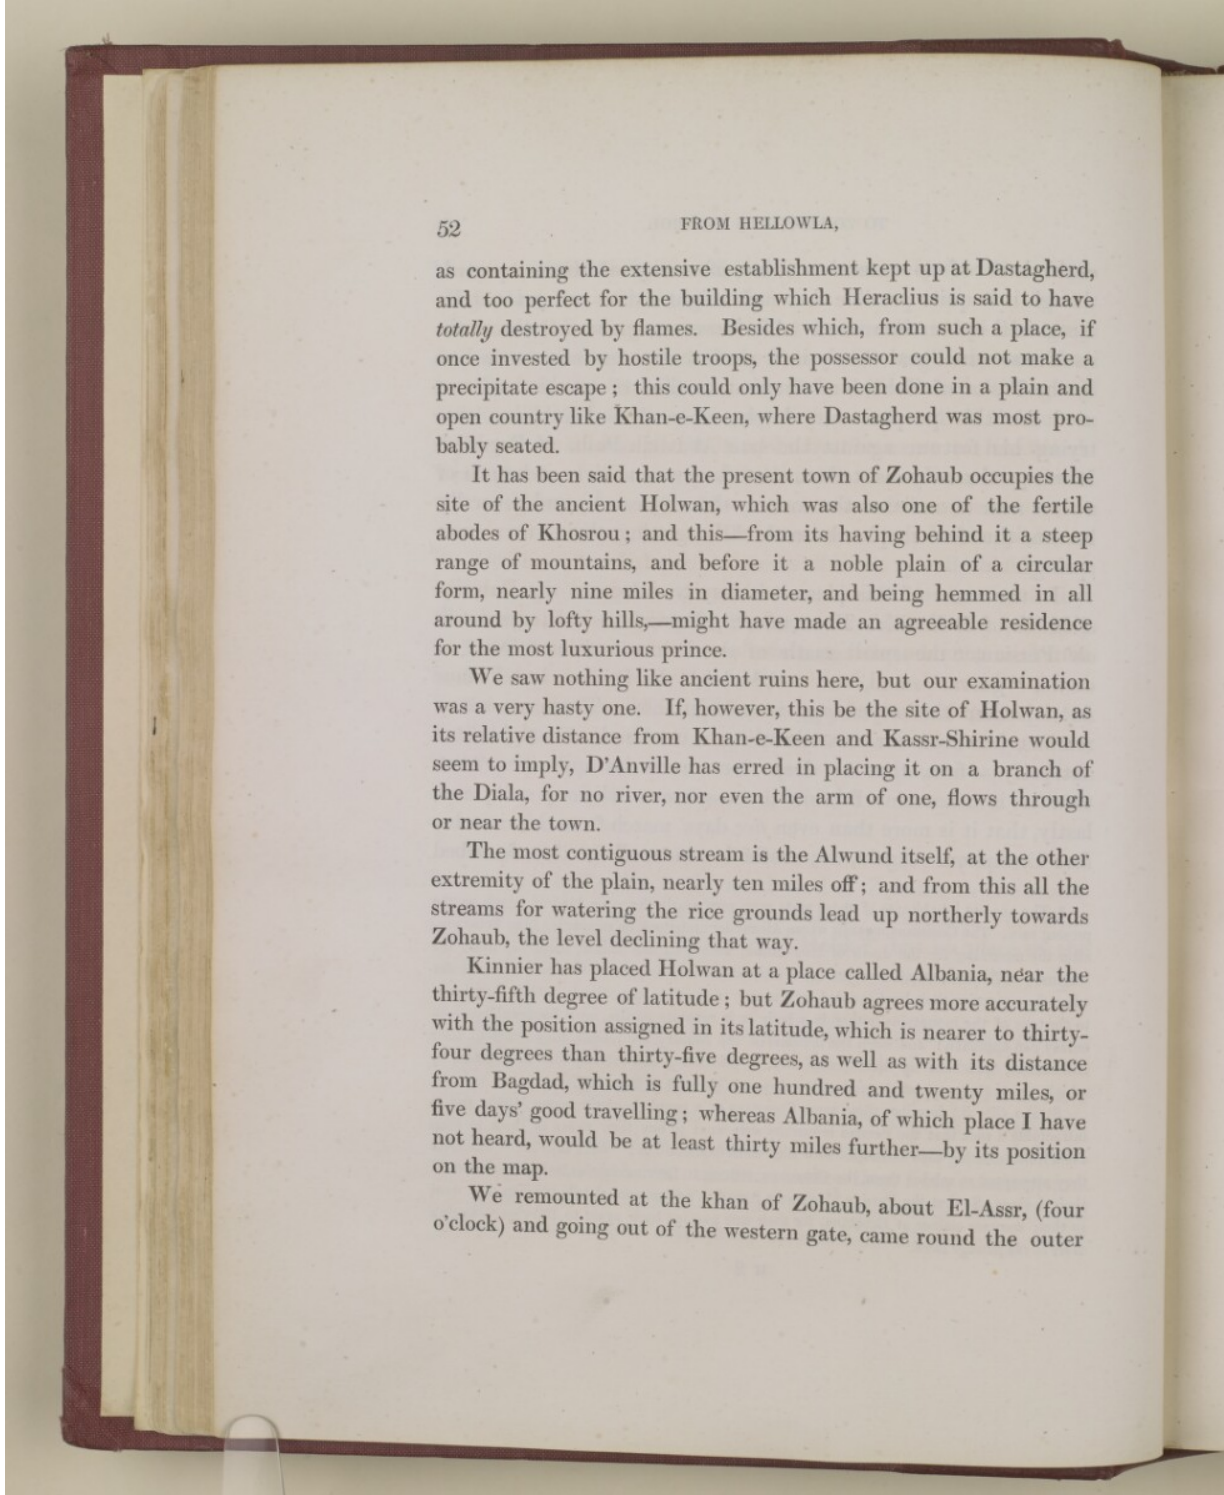 52
FROM HELLOWLA,
as containing the extensive establishment kept up at Dastagherd,
and too perfect for the building which Heraclius is said to have
totally destroyed by flames. Besides which, from such a place, if
once invested by hostile troops, the possessor could not make a
precipitate escape; this could only have been done in a plain and
open country like Khan-e-Keen, where Dastagherd was most pro-
bably seated.
It has been said that the present town of Zohaub occupies the
site of the ancient Holwan, which was also one of the fertile
abodes of Khosrou; and this—from its having behind it a steep
range of mountains, and before it a noble plain of a circular
form, nearly nine miles in diameter, and being hemmed in all
around by lofty hills,—might have made an agreeable residence
for the most luxurious prince.
We saw nothing like ancient ruins here, but our examination
was a very hasty one. If, however, this be the site of Holwan, as
its relative distance from Khan-e-Keen and Kassr-Shirine would
seem to imply, D'Anville has erred in placing it on a branch of
the Diala, for no river, nor even the arm of one, flows through
or near the town.
The most contiguous stream is the Alwund itself, at the other
extremity of the plain, nearly ten miles off; and from this all the
streams for watering the rice grounds lead up northerly towards
Zohaub, the level declining that way.
Kinnier has placed Holwan at a place called Albania, near the
thirty-fifth degree of latitude; but Zohaub agrees more accurately
with the position assigned in its latitude, which is nearer to thirty-
four degrees than thirty-five degrees, as well as with its distance
from Bagdad, which is fully one hundred and twenty miles, or
five days' good travelling; whereas Albania, of which place I have
not heard, would be at least thirty miles further—by its position
on the map.
We remounted at the khan of Zohaub, about El-Assr, (four
o'clock) and going out of the western gate, came round the outer